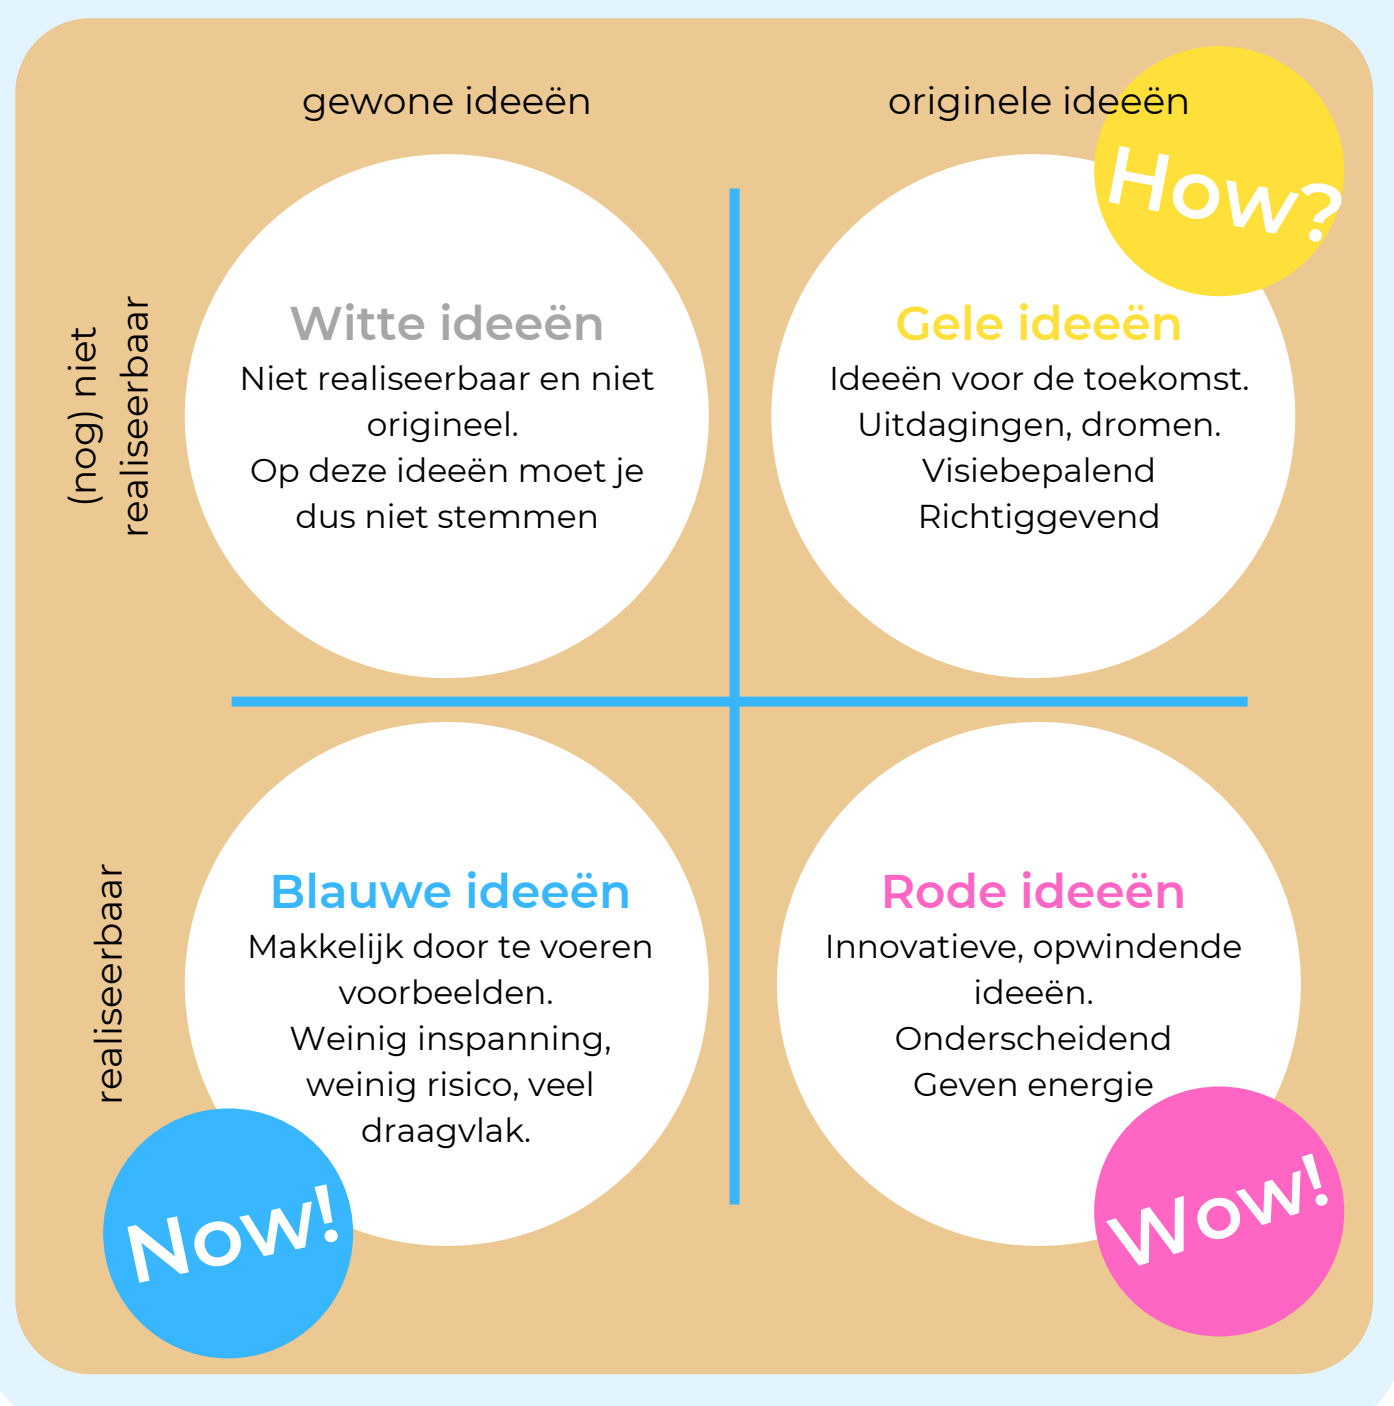 gewone ideeën
originele ideeën
How?
(nog) niet
realiseerbaar
Witte ideeën
Niet realiseerbaar en niet
origineel.
Op deze ideeën moet je
dus niet stemmen
Gele ideeën
Ideeën voor de toekomst.
Uitdagingen, dromen.
Visiebepalend
Richtiggevend
realiseerbaar
Blauwe ideeën
Makkelijk door te voeren
voorbeelden.
Weinig inspanning,
weinig risico, veel
draagvlak.
Now!
Rode ideeën
Innovatieve, opwindende
ideeën.
Onderscheidend
Geven energie
Wow!